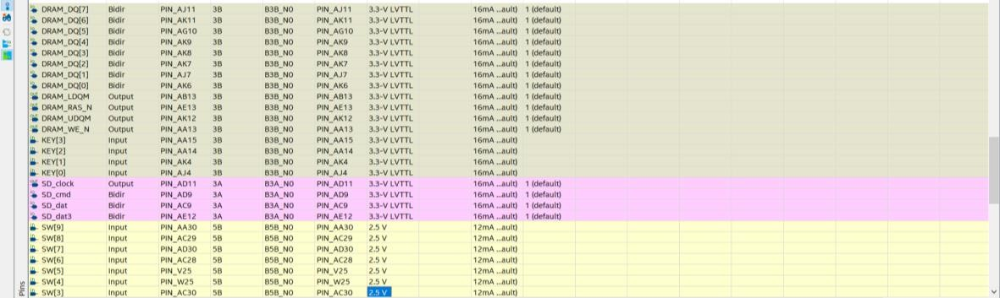 DRAM_DQ[7] Bidir PIN_AJ11 3B B3B_N0 PIN_AJ11 3.3-V LVTTL 16mA ...ault) 1 (default)
DRAM_DQ[6] Bidir PIN_AK11 3B B3B_N0 PIN_AK11 3.3-V LVTTL 16mA ...ault) 1 (default)
DRAM_DQ[5] Bidir PIN_AG10 3B B3B_N0 PIN_AG10 3.3-V LVTTL 16mA ...ault) 1 (default)
DRAM_DQ[4] Bidir PIN_AK9 3B B3B_N0 PIN_AK9 3.3-V LVTTL 16mA ...ault) 1 (default)
DRAM_DQ[3] Bidir PIN_AK8 3B B3B_N0 PIN_AK8 3.3-V LVTTL 16mA ...ault) 1 (default)
DRAM_DQ[2] Bidir PIN_AK7 3B B3B_N0 PIN_AK7 3.3-V LVTTL 16mA ...ault) 1 (default)
DRAM_DQ[1] Bidir PIN_AJ7 3B B3B_N0 PIN_AJ7 3.3-V LVTTL 16mA ...ault) 1 (default)
DRAM_DQ[0] Bidir PIN_AK6 3B B3B_N0 PIN_AK6 3.3-V LVTTL 16mA ...ault) 1 (default)
DRAM_LDQM Output PIN_AB13 3B B3B_N0 PIN_AB13 3.3-V LVTTL 16mA ...ault) 1 (default)
DRAM_RAS_N Output PIN_AE13 3B B3B_N0 PIN_AE13 3.3-V LVTTL 16mA ...ault) 1 (default)
DRAM_UDQM Output PIN_AK12 3B B3B_N0 PIN_AK12 3.3-V LVTTL 16mA ...ault) 1 (default)
DRAM_WE_N Output PIN_AA13 3B B3B_N0 PIN_AA13 3.3-V LVTTL 16mA ...ault) 1 (default)
KEY[3] Input PIN_AA15 3B B3B_N0 PIN_AA15 3.3-V LVTTL 16mA ...ault)
KEY[2] Input PIN_AA14 3B B3B_N0 PIN_AA14 3.3-V LVTTL 16mA ...ault)
KEY[1] Input PIN_AK4 3B B3B_N0 PIN_AK4 3.3-V LVTTL 16mA ...ault)
KEY[0] Input PIN_AJ4 3B B3B_N0 PIN_AJ4 3.3-V LVTTL 16mA ...ault)
SD_clock Output PIN_AD11 3A B3A_N0 PIN_AD11 3.3-V LVTTL 16mA ...ault) 1 (default)
SD_cmd Bidir PIN_AD9 3A B3A_N0 PIN_AD9 3.3-V LVTTL 16mA ...ault) 1 (default)
SD_dat Bidir PIN_AC9 3A B3A_N0 PIN_AC9 3.3-V LVTTL 16mA ...ault) 1 (default)
SD_dat3 Bidir PIN_AE12 3A B3A_N0 PIN_AE12 3.3-V LVTTL 16mA ...ault) 1 (default)
SW[9] Input PIN_AA30 5B B5B_N0 PIN_AA30 2.5 V 12mA ...ault)
SW[8] Input PIN_AC29 5B B5B_N0 PIN_AC29 2.5 V 12mA ...ault)
SW[7] Input PIN_AD30 5B B5B_N0 PIN_AD30 2.5 V 12mA ...ault)
SW[6] Input PIN_AC28 5B B5B_N0 PIN_AC28 2.5 V 12mA ...ault)
SW[5] Input PIN_V25 5B B5B_N0 PIN_V25 2.5 V 12mA ...ault)
SW[4] Input PIN_W25 5B B5B_N0 PIN_W25 2.5 V 12mA ...ault)
SW[3] Input PIN_AC30 5B B5B_N0 PIN_AC30 2.5 V 12mA ...ault)
Pins